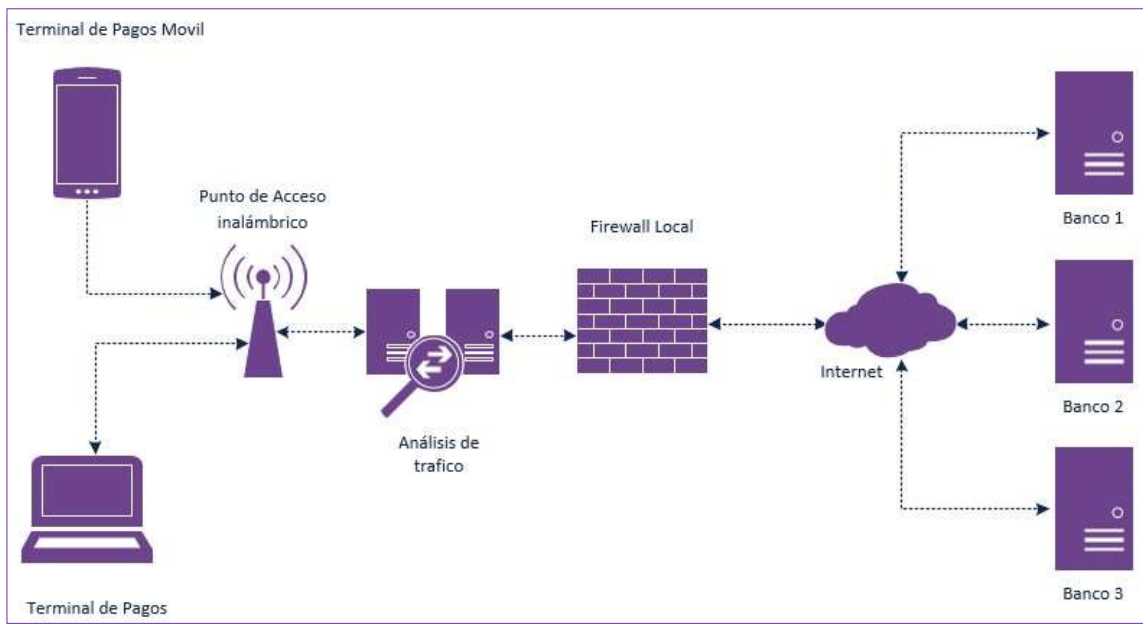 Terminal de Pagos Movil
Punto de Acceso
inalámbrico
Firewall Local
Banco 1
Internet
Banco 2
Análisis de
trafico
Banco 3
Terminal de Pagos